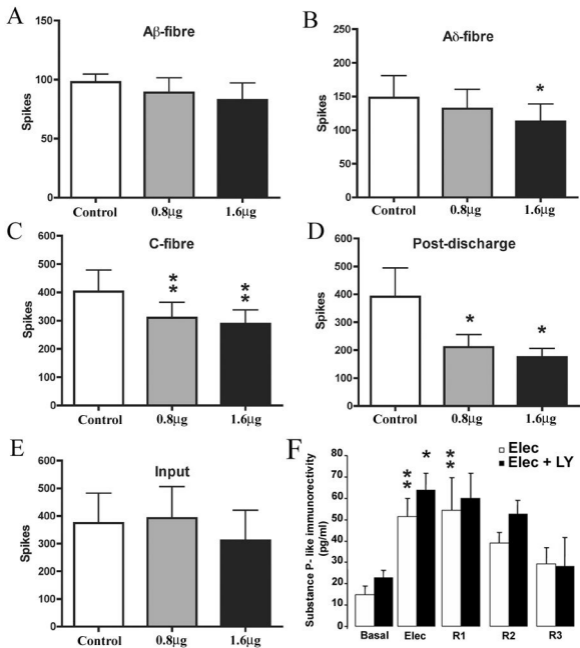 A
Aβ-fibre
Spikes
150
100
50
0
Control 0.8µg 1.6µg
B
Aδ-fibre
Spikes
250
200
150
100
50
0
*
Control 0.8µg 1.6µg
C
C-fibre
Spikes
600
500
400
300
200
100
0
** **
Control 0.8µg 1.6µg
D
Post-discharge
Spikes
600
500
400
300
200
100
0
* *
Control 0.8µg 1.6µg
E
Input
Spikes
600
500
400
300
200
100
0
Control 0.8µg 1.6µg
F
Elec
Elec + LY
Substance P- like immunorectivity
(pg/ml)
80
70
60
50
40
30
20
10
0
** * **
Basal Elec R1 R2 R3